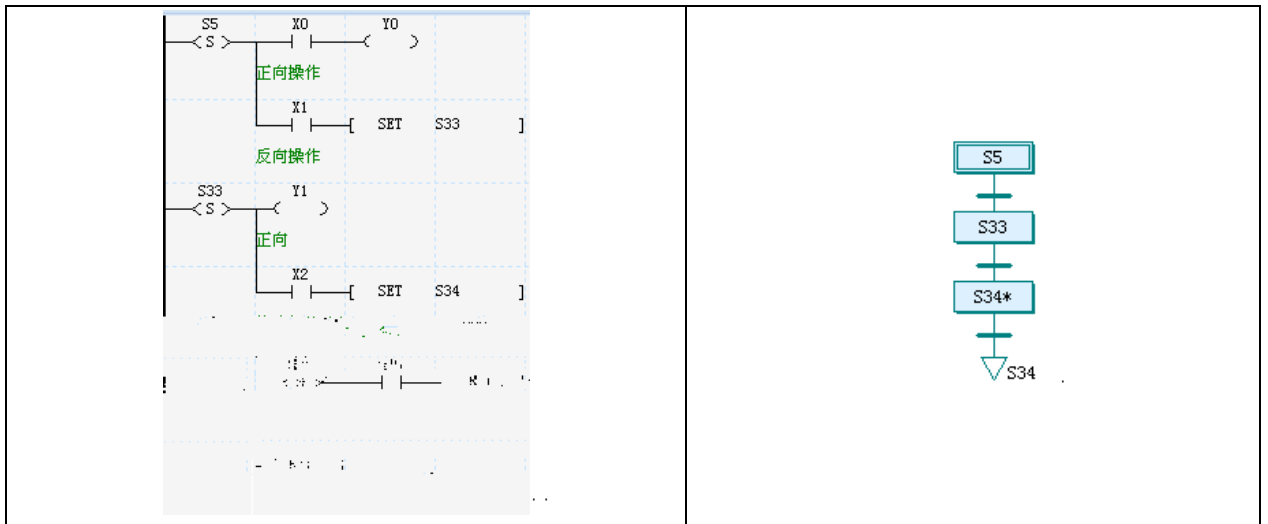 S5 X0 Y0
S
正向操作
X1
SET S33
反向操作
S33 Y1
S
正向
X2
SET S34
S5
S33
S34*
S34